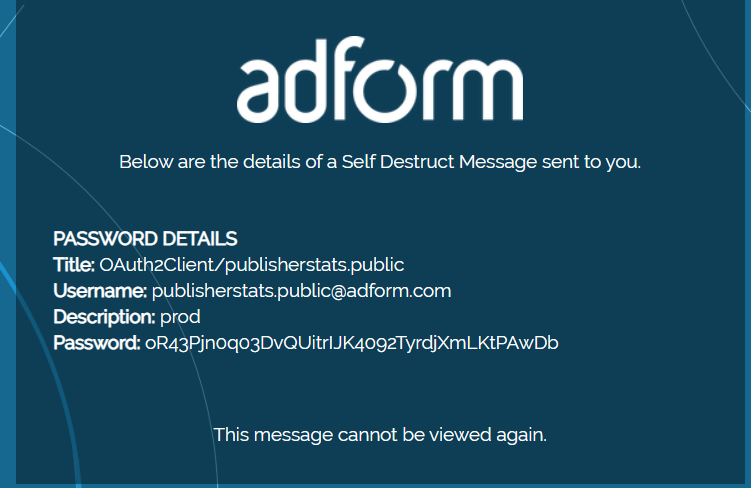 adform
Below are the details of a Self Destruct Message sent to you.
PASSWORD DETAILS
Title: OAuth2Client/publisherstats.public
Username: publisherstats.public@adform.com
Description: prod
Password: oR43Pjn0q03DvQUitrIJK4092TyrdjXmLKtPAwDb
This message cannot be viewed again.